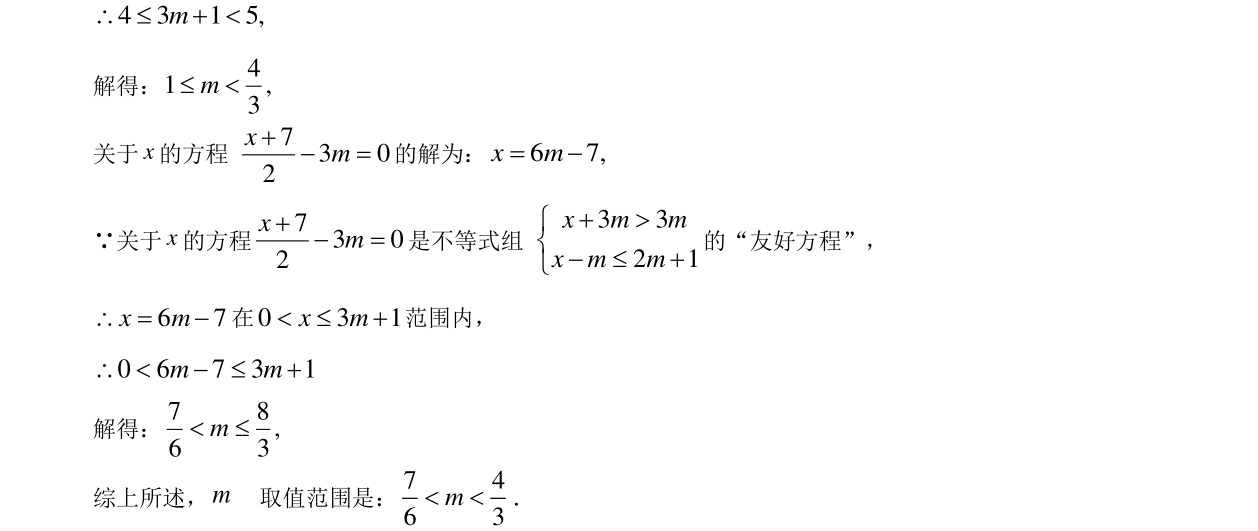 ∴4≤3m+1<5,
解得：1≤m<4/3,
关于x的方程 (x+7)/2−3m=0的解为：x=6m−7,
∵关于x的方程(x+7)/2−3m=0是不等式组 {x+3m>3m x−m≤2m+1 的“友好方程”，
∴x=6m−7在0<x≤3m+1范围内，
∴0<6m−7≤3m+1
解得：7/6<m≤8/3,
综上所述，m 取值范围是：7/6<m<4/3．